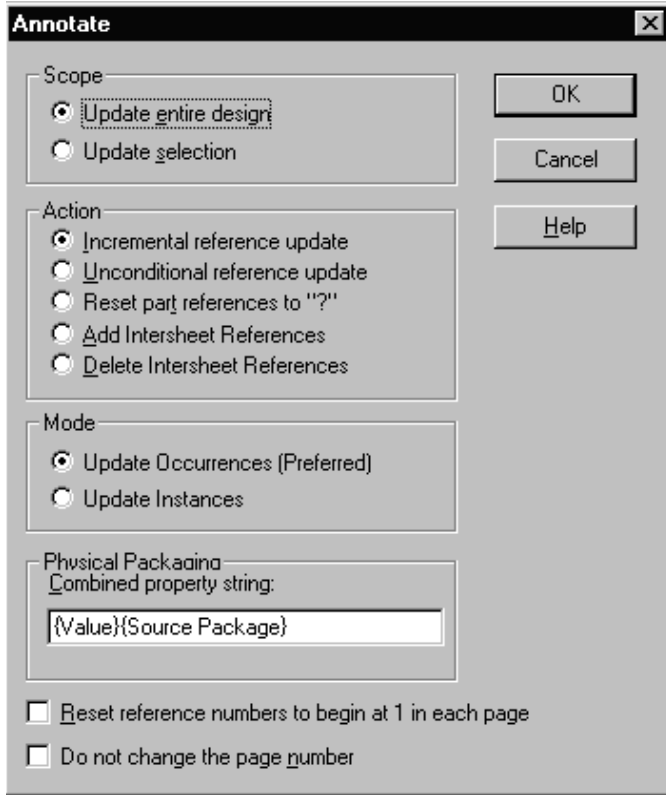 Annotate
Scope
Update entire design
Update selection
OK
Cancel
Help
Action
Incremental reference update
Unconditional reference update
Reset part references to "?"
Add Intersheet References
Delete Intersheet References
Mode
Update Occurrences (Preferred)
Update Instances
Physical Packaging
Combined property string:
{Value}{Source Package}
Reset reference numbers to begin at 1 in each page
Do not change the page number